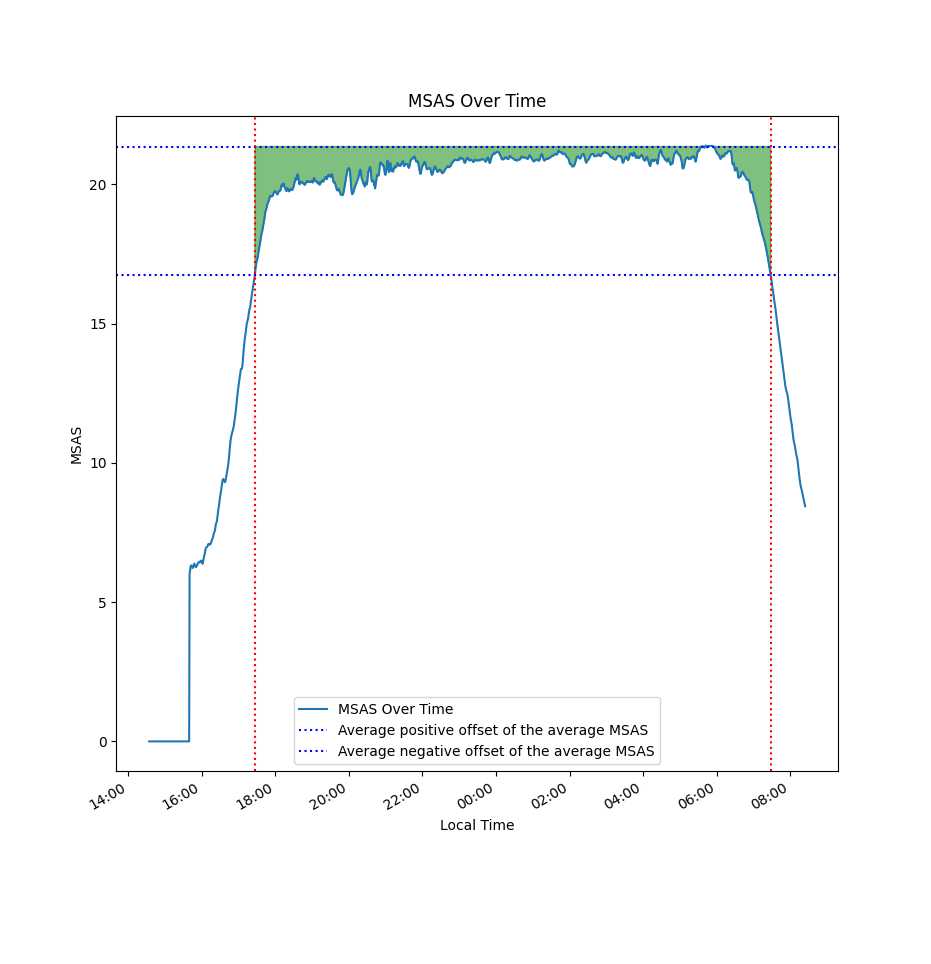 MSAS Over Time
20
15
10
5
0
MSAS
MSAS Over Time
Average positive offset of the average MSAS
Average negative offset of the average MSAS
14:00 16:00 18:00 20:00 22:00 00:00 02:00 04:00 06:00 08:00
Local Time